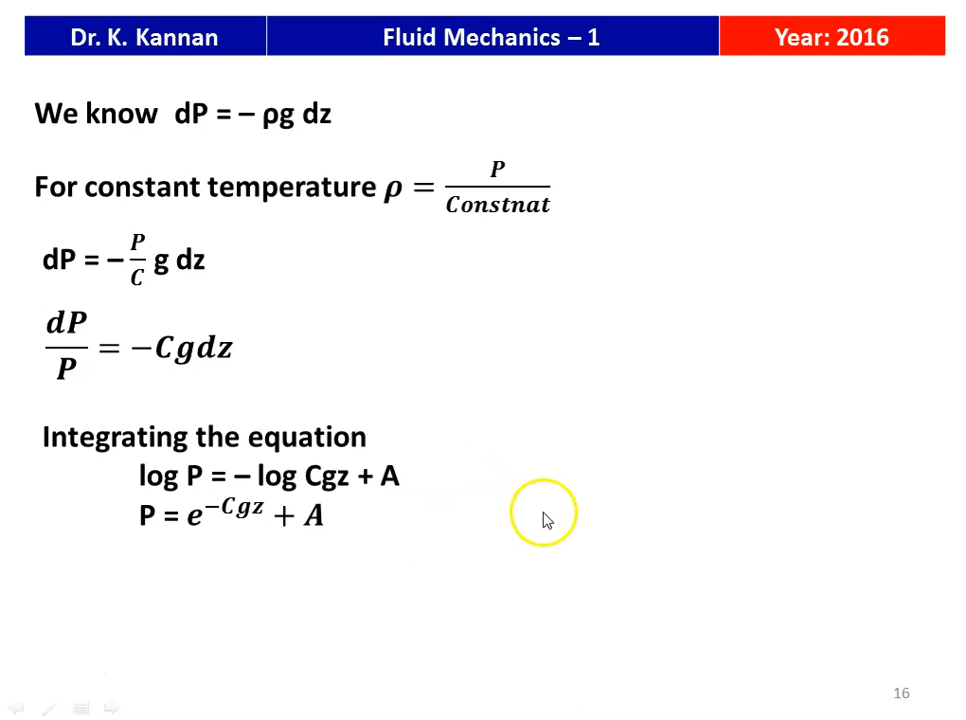 Dr. K. Kannan Fluid Mechanics – 1 Year: 2016
We know dP = – ρg dz
For constant temperature ρ = P/Constnat
dP = – P/C g dz
dP/P = −Cgdz
Integrating the equation
log P = – log Cgz + A
P = e^−Cgz + A
16